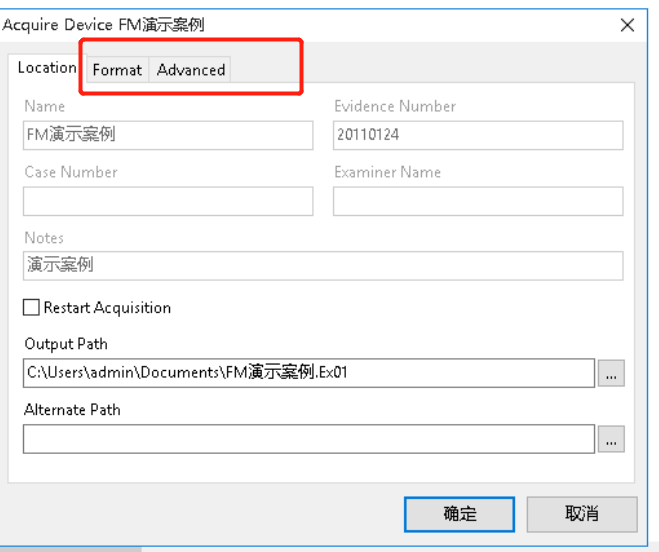 Acquire Device FM演示案例
Location Format Advanced
Name Evidence Number
FM演示案例 20110124
Case Number Examiner Name
Notes
演示案例
Restart Acquisition
Output Path
C:\Users\admin\Documents\FM演示案例.Ex01 ...
Alternate Path
...
确定 取消